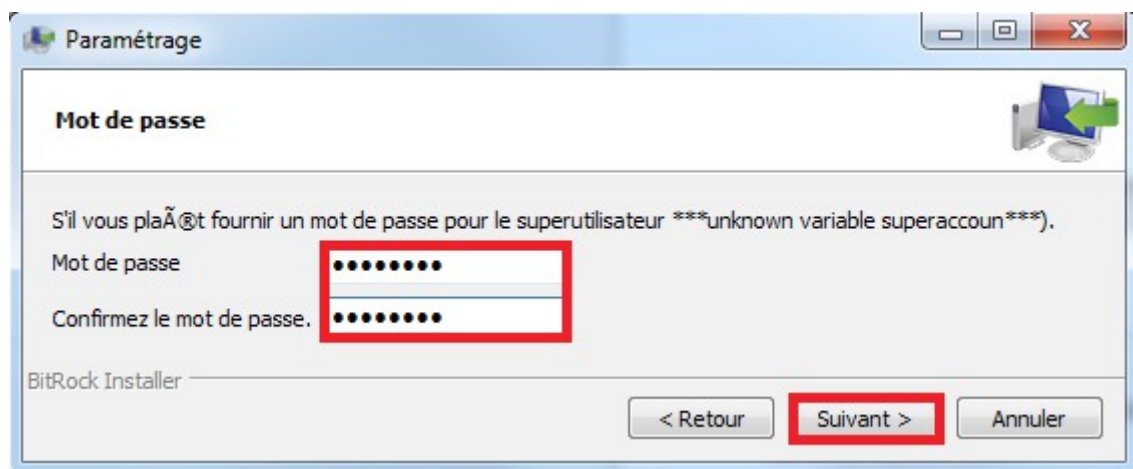 Paramétrage
Mot de passe
S'il vous plaÃ®t fournir un mot de passe pour le superutilisateur ***unknown variable superaccoun***).
Mot de passe ••••••••
Confirmez le mot de passe. ••••••••
BitRock Installer
< Retour Suivant > Annuler